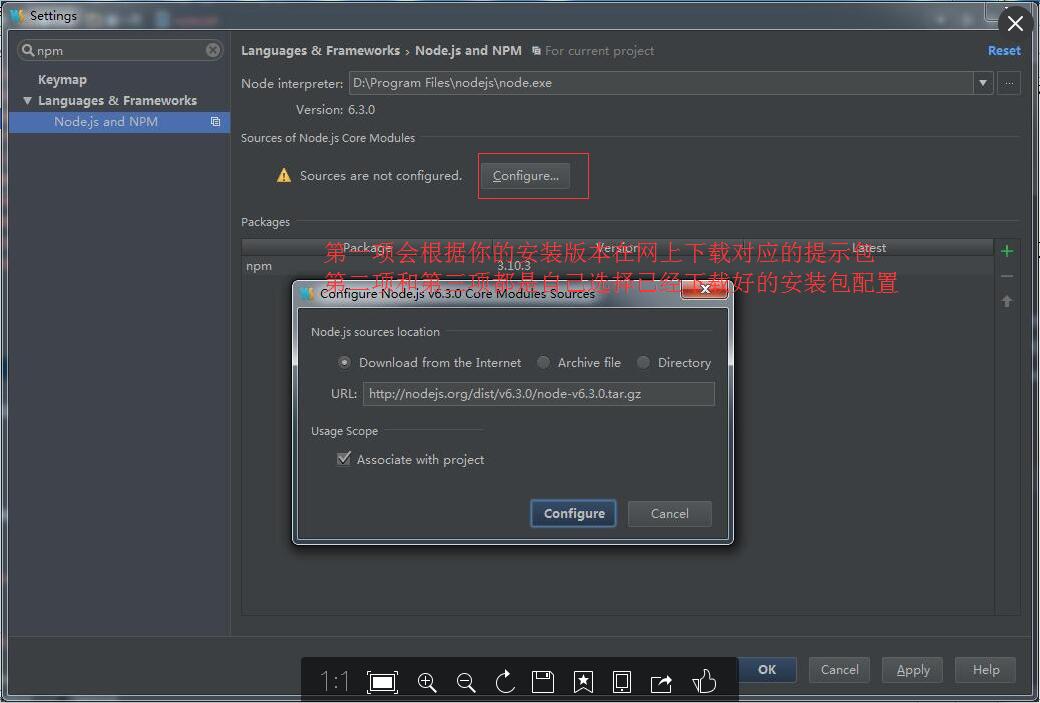 Settings
npm
Keymap
Languages & Frameworks
Node.js and NPM
Languages & Frameworks › Node.js and NPM For current project
Reset
Node interpreter: D:\Program Files\nodejs\node.exe
Version: 6.3.0
Sources of Node.js Core Modules
Sources are not configured. Configure...
Packages
Package Version Latest
第一项会根据你的安装版本在网上下载对应的提示包
npm 3.10.3
第二项和第三项都是自己选择已经下载好的安装包配置
Configure Node.js v6.3.0 Core Modules Sources
Node.js sources location
Download from the Internet Archive file Directory
URL: http://nodejs.org/dist/v6.3.0/node-v6.3.0.tar.gz
Usage Scope
Associate with project
Configure Cancel
OK Cancel Apply Help
1:1